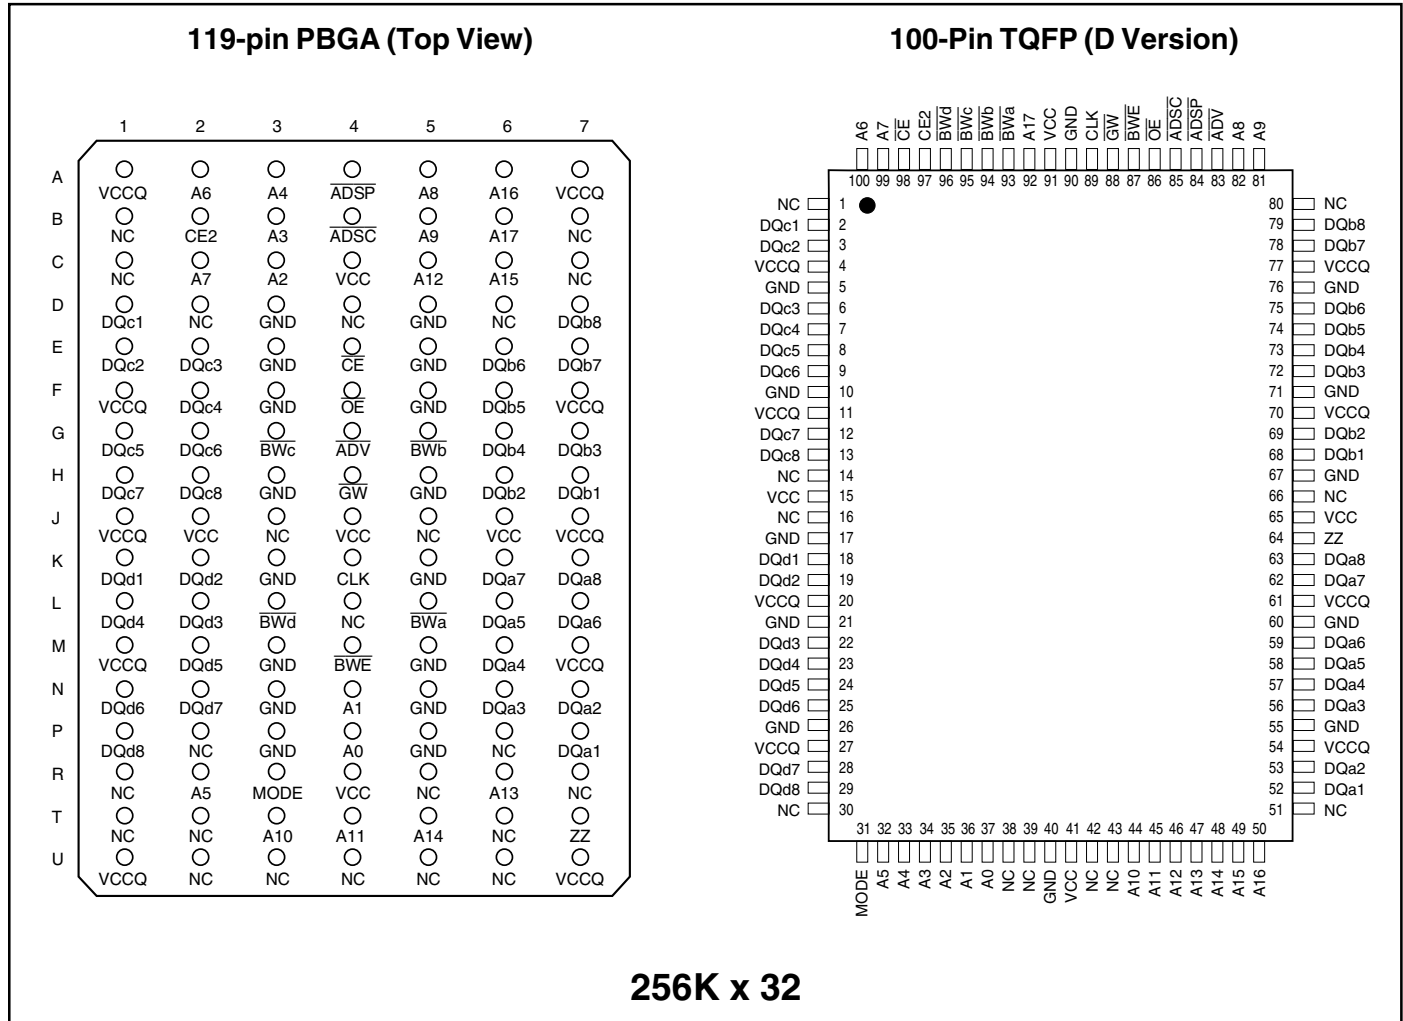 119-pin PBGA (Top View)
1 2 3 4 5 6 7
A
VCCQ A6 A4 ADSP A8 A16 VCCQ
B
NC CE2 A3 ADSC A9 A17 NC
C
NC A7 A2 VCC A12 A15 NC
D
DQc1 NC GND NC GND NC DQb8
E
DQc2 DQc3 GND CE GND DQb6 DQb7
F
VCCQ DQc4 GND OE GND DQb5 VCCQ
G
DQc5 DQc6 BWc ADV BWb DQb4 DQb3
H
DQc7 DQc8 GND GW GND DQb2 DQb1
J
VCCQ VCC NC VCC NC VCC VCCQ
K
DQd1 DQd2 GND CLK GND DQa7 DQa8
L
DQd4 DQd3 BWd NC BWa DQa5 DQa6
M
VCCQ DQd5 GND BWE GND DQa4 VCCQ
N
DQd6 DQd7 GND A1 GND DQa3 DQa2
P
DQd8 NC GND A0 GND NC DQa1
R
NC A5 MODE VCC NC A13 NC
T
NC NC A10 A11 A14 NC ZZ
U
VCCQ NC NC NC NC NC VCCQ
100-Pin TQFP (D Version)
A6 A7 CE CE2 BWd BWc BWb BWa A17 VCC GND CLK GW BWE OE ADSC ADSP ADV A8 A9
100 99 98 97 96 95 94 93 92 91 90 89 88 87 86 85 84 83 82 81
NC 1 80 NC
DQc1 2 79 DQb8
DQc2 3 78 DQb7
VCCQ 4 77 VCCQ
GND 5 76 GND
DQc3 6 75 DQb6
DQc4 7 74 DQb5
DQc5 8 73 DQb4
DQc6 9 72 DQb3
GND 10 71 GND
VCCQ 11 70 VCCQ
DQc7 12 69 DQb2
DQc8 13 68 DQb1
NC 14 67 GND
VCC 15 66 NC
NC 16 65 VCC
GND 17 64 ZZ
DQd1 18 63 DQa8
DQd2 19 62 DQa7
VCCQ 20 61 VCCQ
GND 21 60 GND
DQd3 22 59 DQa6
DQd4 23 58 DQa5
DQd5 24 57 DQa4
DQd6 25 56 DQa3
GND 26 55 GND
VCCQ 27 54 VCCQ
DQd7 28 53 DQa2
DQd8 29 52 DQa1
NC 30 51 NC
31 32 33 34 35 36 37 38 39 40 41 42 43 44 45 46 47 48 49 50
MODE A5 A4 A3 A2 A1 A0 NC NC GND VCC NC NC A10 A11 A12 A13 A14 A15 A16
256K x 32